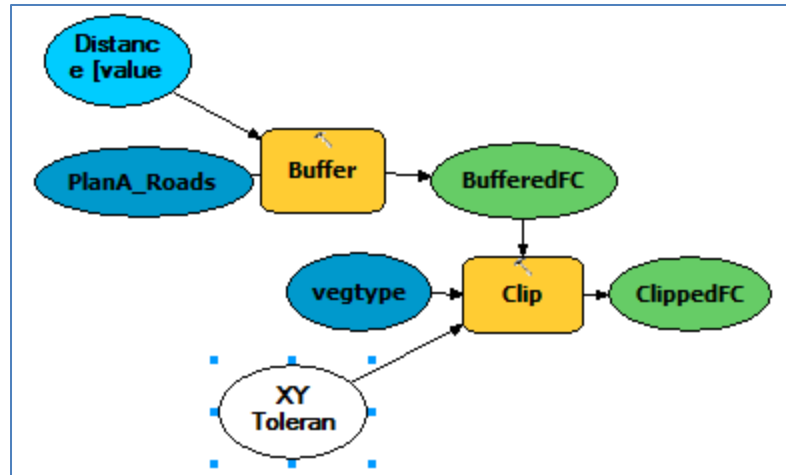 Distanc
e [value
PlanA_Roads
Buffer
BufferedFC
vegtype
Clip
ClippedFC
XY
Toleran